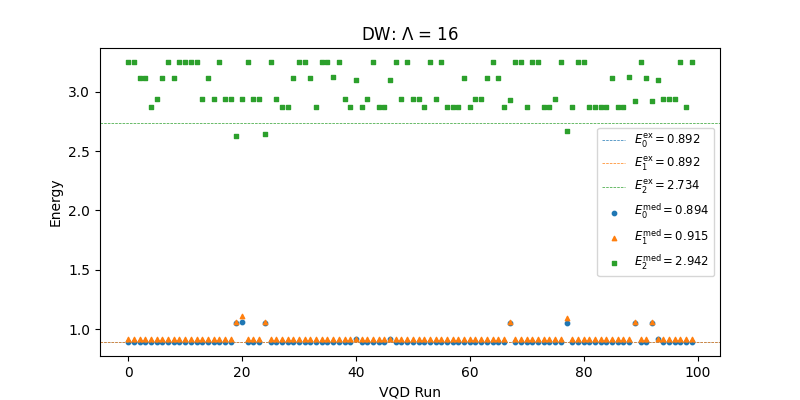 DW: Λ = 16
Energy
3.0
2.5
2.0
1.5
1.0
E₀ᵉˣ = 0.892
E₁ᵉˣ = 0.892
E₂ᵉˣ = 2.734
E₀ᵐᵉᵈ = 0.894
E₁ᵐᵉᵈ = 0.915
E₂ᵐᵉᵈ = 2.942
0 20 40 60 80 100
VQD Run